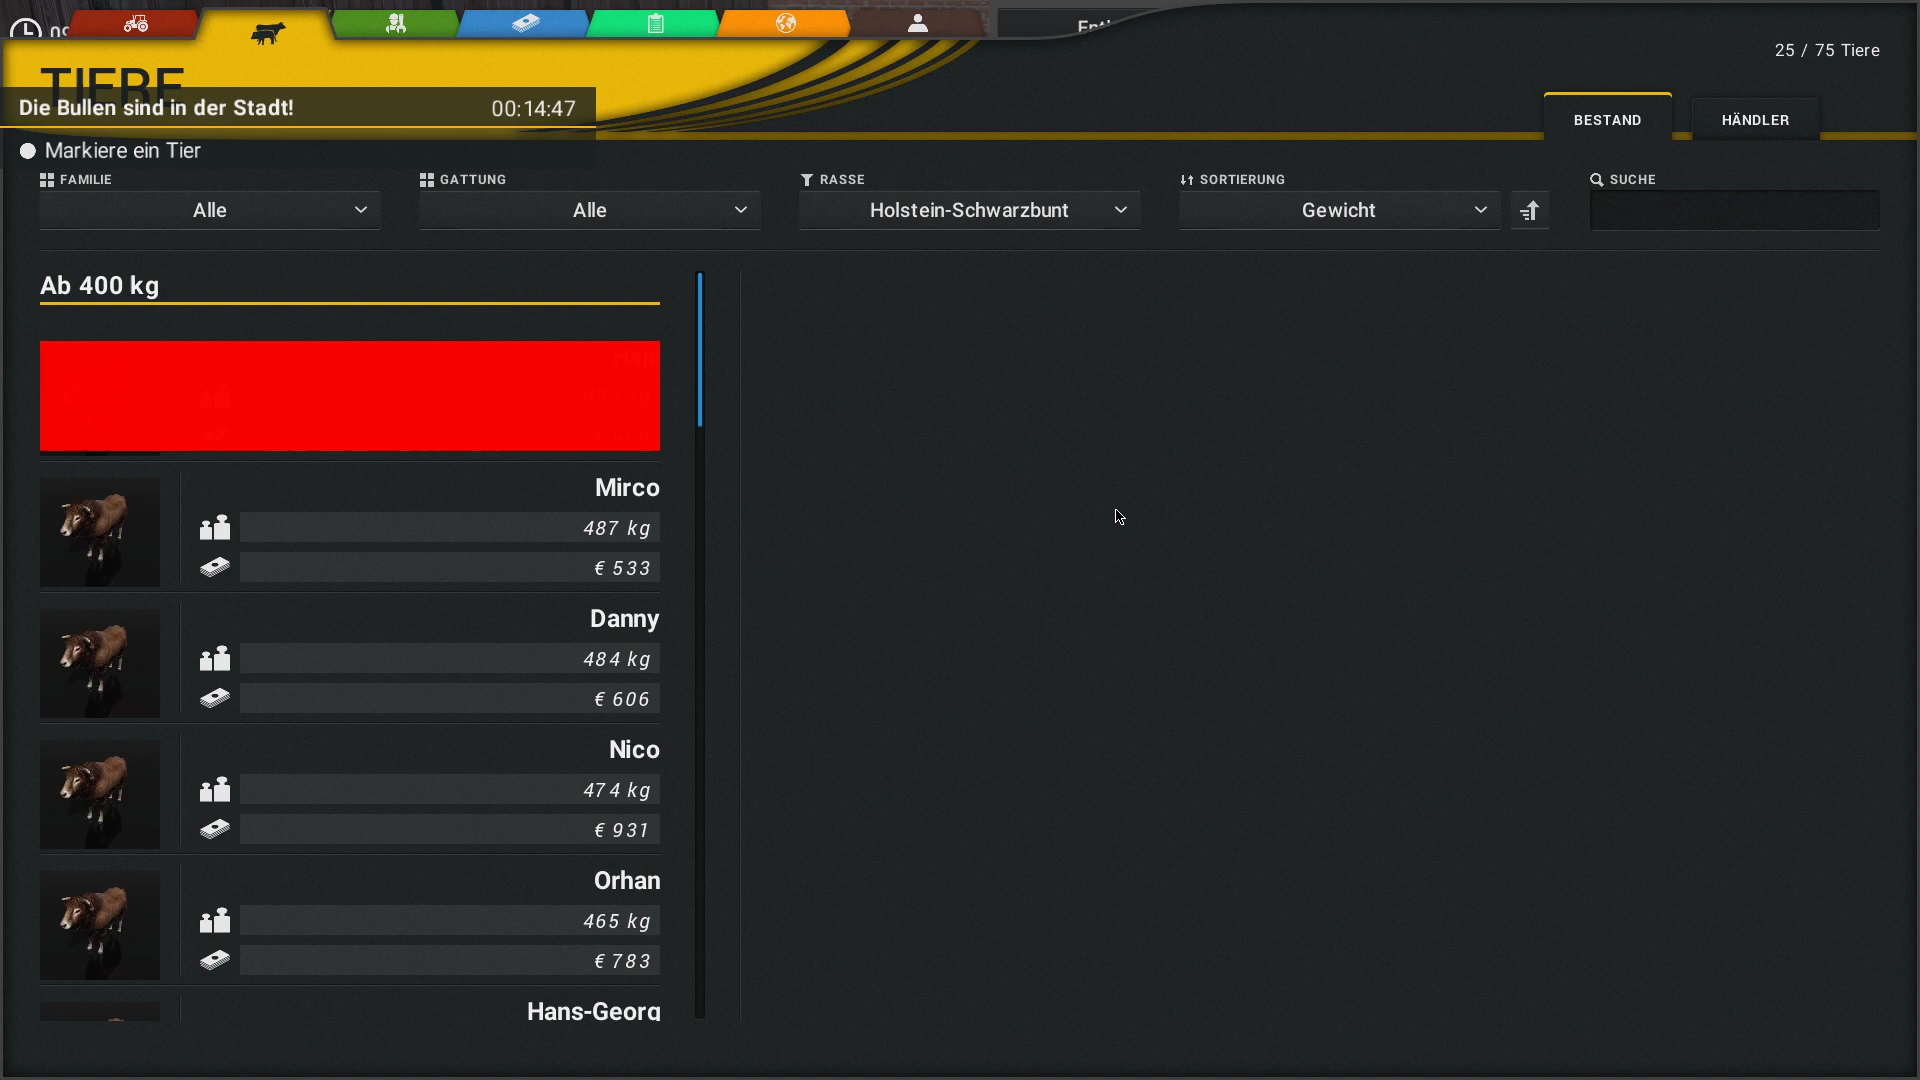 25 / 75 Tiere
TIERE
Die Bullen sind in der Stadt!
00:14:47
BESTAND
HÄNDLER
Markiere ein Tier
FAMILIE
GATTUNG
RASSE
SORTIERUNG
SUCHE
Alle
Alle
Holstein-Schwarzbunt
Gewicht
Ab 400 kg
Mirco
487 kg
€ 533
Danny
484 kg
€ 606
Nico
474 kg
€ 931
Orhan
465 kg
€ 783
Hans-Georg